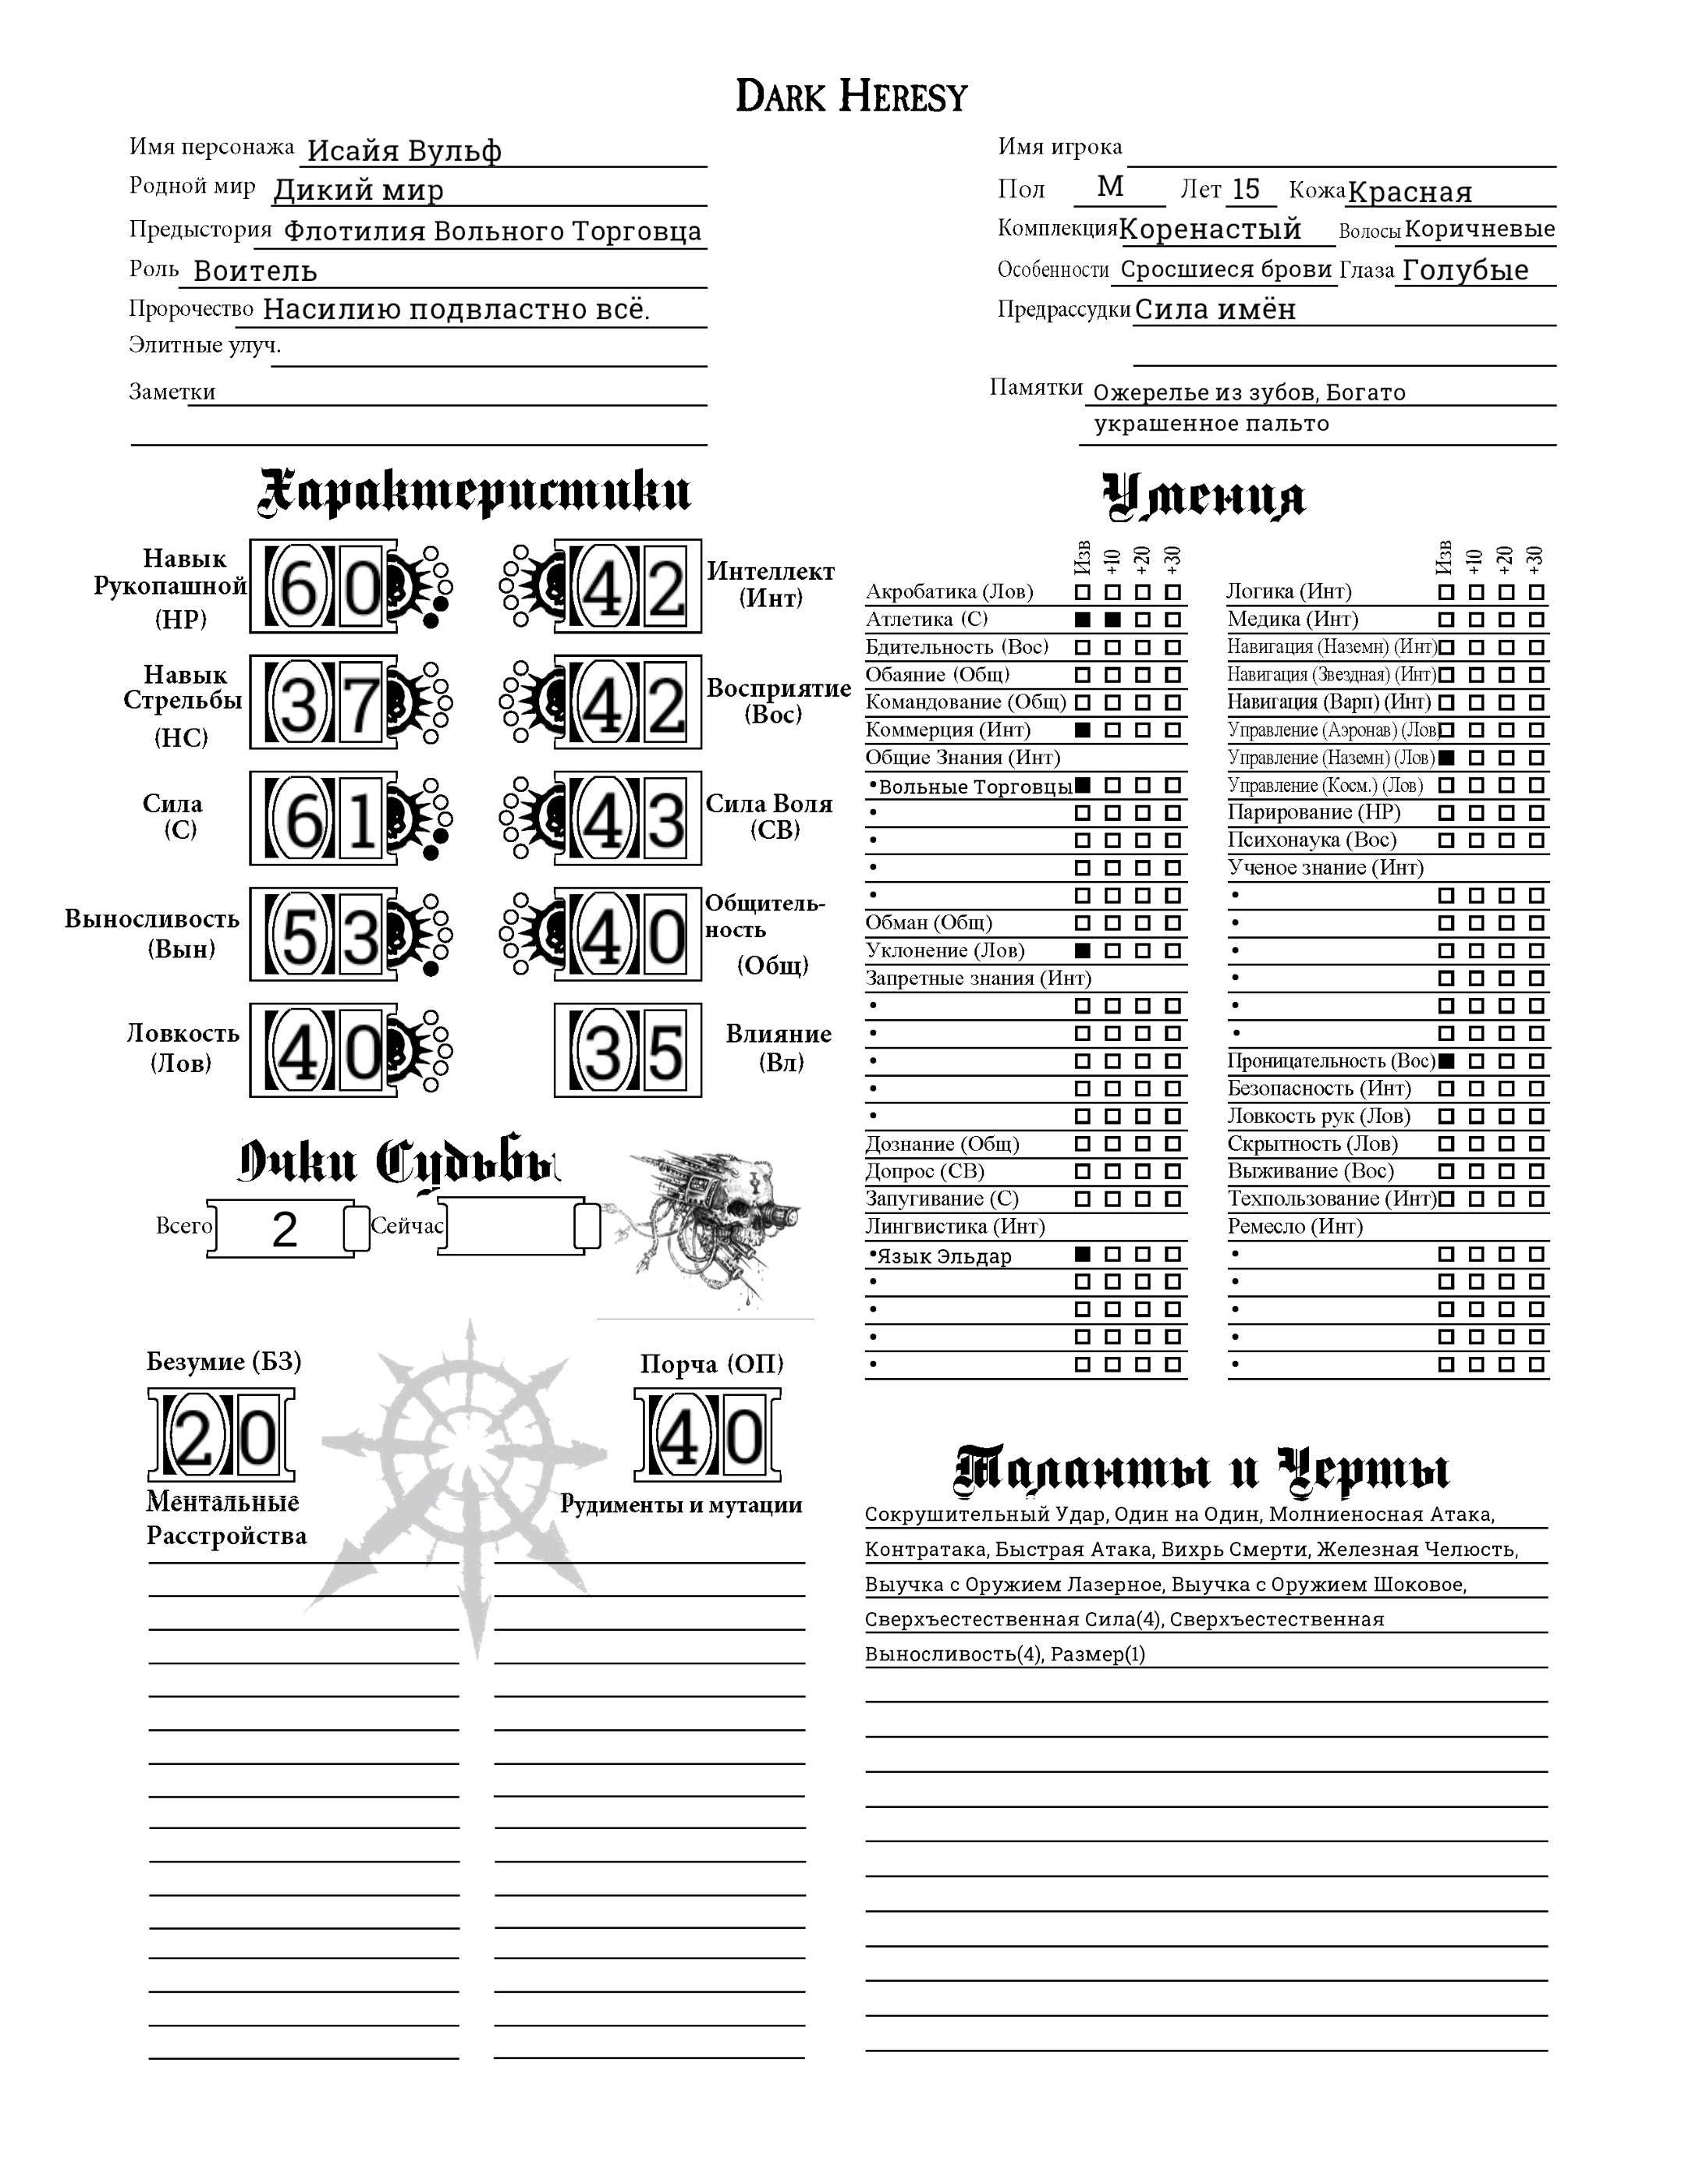 DARK HERESY
Имя персонажа Исайя Вульф
Родной мир Дикий мир
Предыстория Флотилия Вольного Торговца
Роль Воитель
Пророчество Насилию подвластно всё.
Элитные улуч.
Заметки
Имя игрока
Пол М Лет 15 Кожа Красная
Комплекция Коренастый Волосы Коричневые
Особенности Сросшиеся брови Глаза Голубые
Предрассудки Сила имён
Памятки Ожерелье из зубов, Богато
украшенное пальто
Характеристики
Навык
Рукопашной
(НР)
60
42
Интеллект
(Инт)
Навык
Стрельбы
(НС)
37
42
Восприятие
(Вос)
Сила
(С)
61
43
Сила Воля
(СВ)
Выносливость
(Вын)
53
40
Общитель-
ность
(Общ)
Ловкость
(Лов)
40
35
Влияние
(Вл)
Очки Судьбы
Всего 2 Сейчас
Безумие (БЗ)
20
Ментальные
Расстройства
Порча (ОП)
40
Рудименты и мутации
Умения
Изв +10 +20 +30
Акробатика (Лов)
Атлетика (С)
Бдительность (Вос)
Обаяние (Общ)
Командование (Общ)
Коммерция (Инт)
Общие Знания (Инт)
•Вольные Торговцы
•
•
•
•
Обман (Общ)
Уклонение (Лов)
Запретные знания (Инт)
•
•
•
•
•
Дознание (Общ)
Допрос (СВ)
Запугивание (С)
Лингвистика (Инт)
•Язык Эльдар
•
•
•
•
Изв +10 +20 +30
Логика (Инт)
Медика (Инт)
Навигация (Наземн) (Инт)
Навигация (Звездная) (Инт)
Навигация (Варп) (Инт)
Управление (Аэронав) (Лов)
Управление (Наземн) (Лов)
Управление (Косм.) (Лов)
Парирование (НР)
Психонаука (Вос)
Ученое знание (Инт)
•
•
•
•
•
•
Проницательность (Вос)
Безопасность (Инт)
Ловкость рук (Лов)
Скрытность (Лов)
Выживание (Вос)
Техпользование (Инт)
Ремесло (Инт)
•
•
•
•
•
Таланты и Черты
Сокрушительный Удар, Один на Один, Молниеносная Атака,
Контратака, Быстрая Атака, Вихрь Смерти, Железная Челюсть,
Выучка с Оружием Лазерное, Выучка с Оружием Шоковое,
Сверхъестественная Сила(4), Сверхъестественная
Выносливость(4), Размер(1)